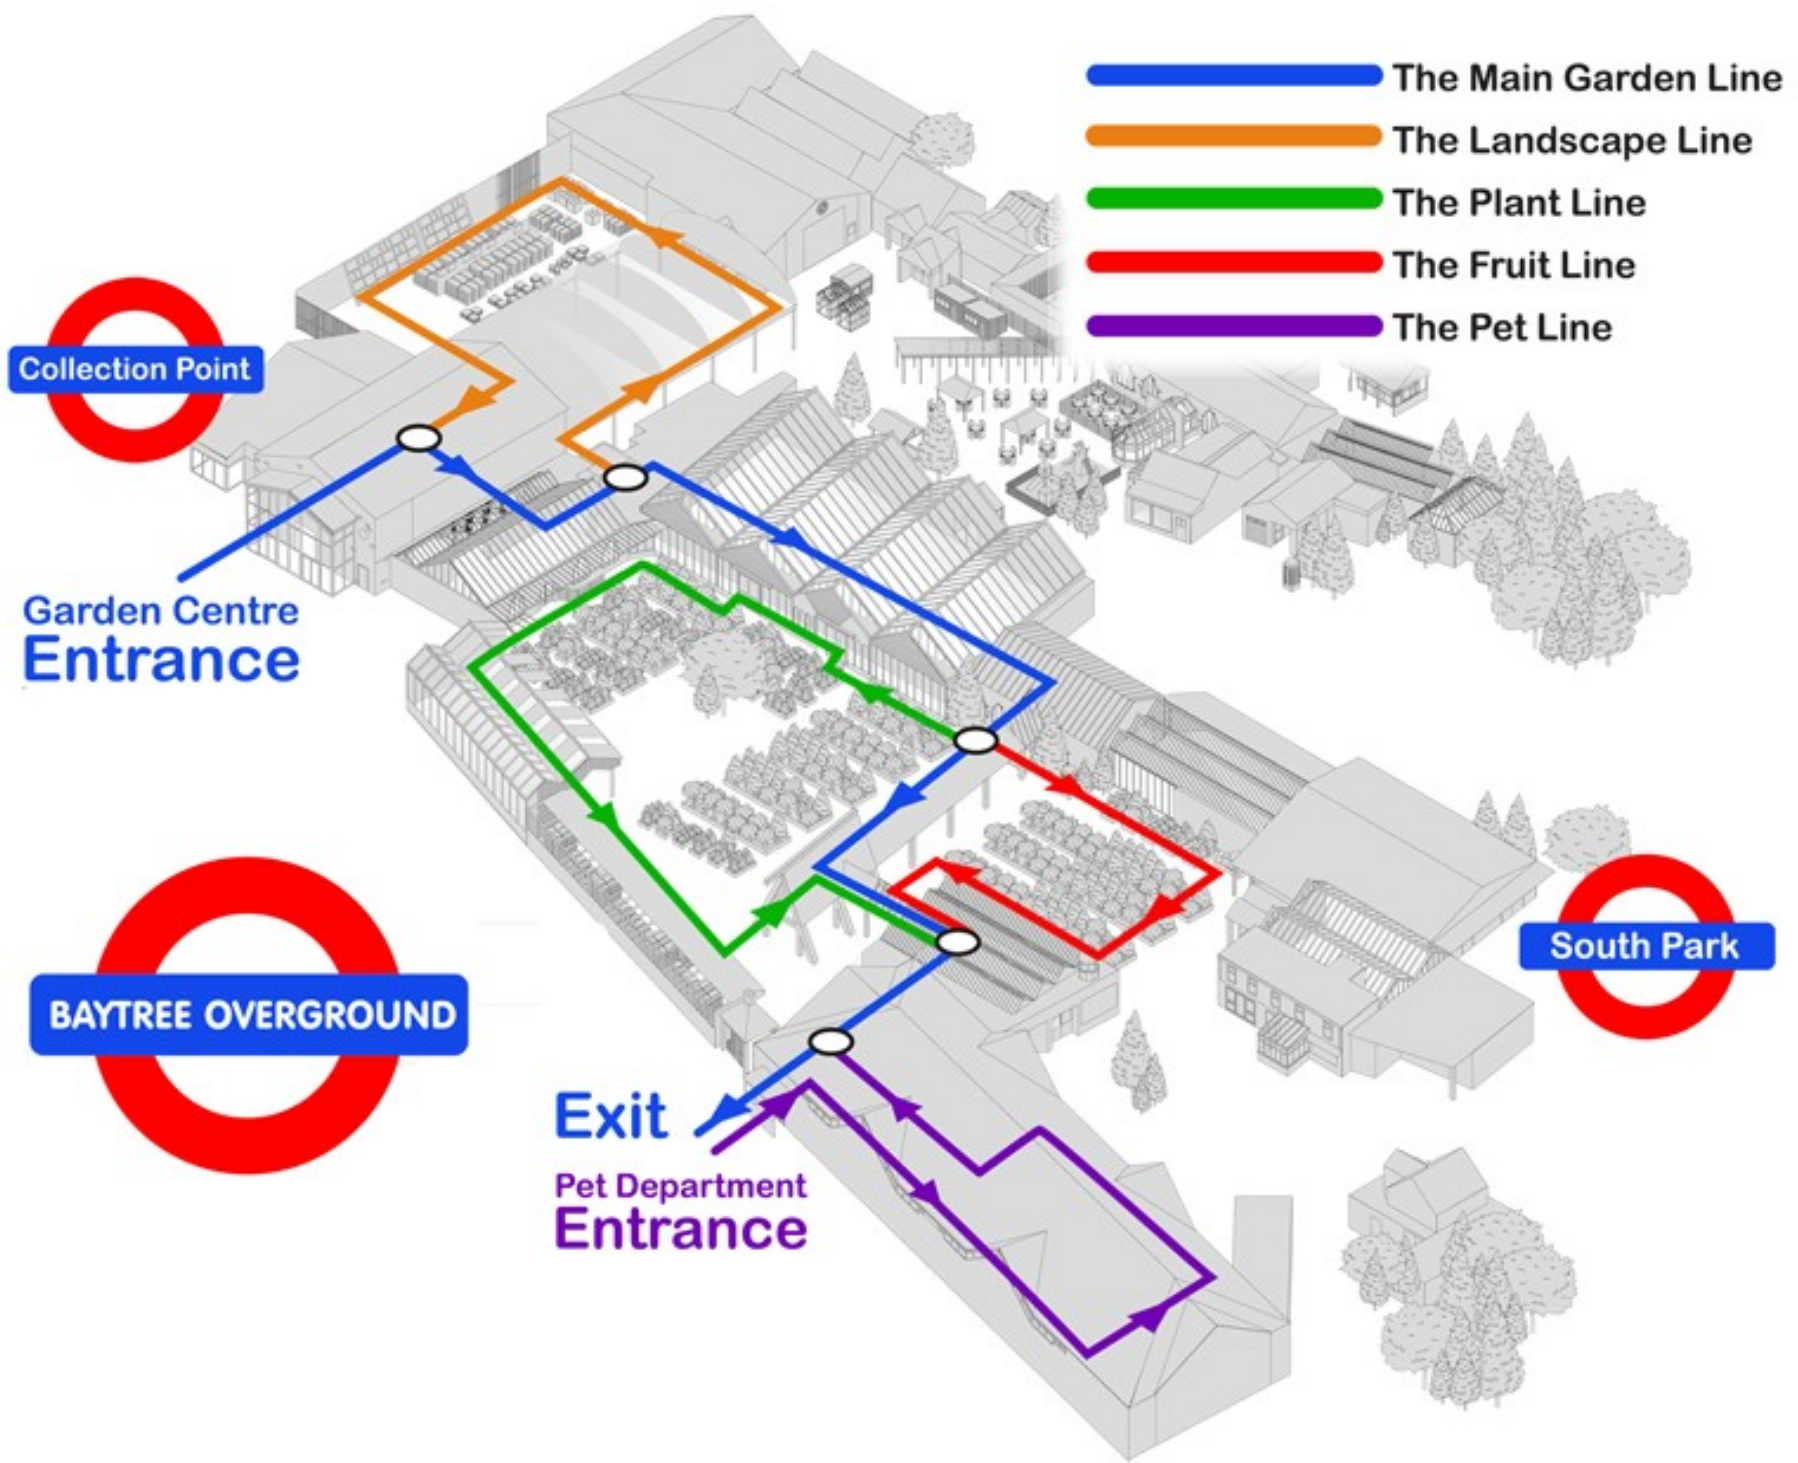 The Main Garden Line
The Landscape Line
The Plant Line
The Fruit Line
The Pet Line
Collection Point
Garden Centre
Entrance
BAYTREE OVERGROUND
South Park
Exit
Pet Department
Entrance